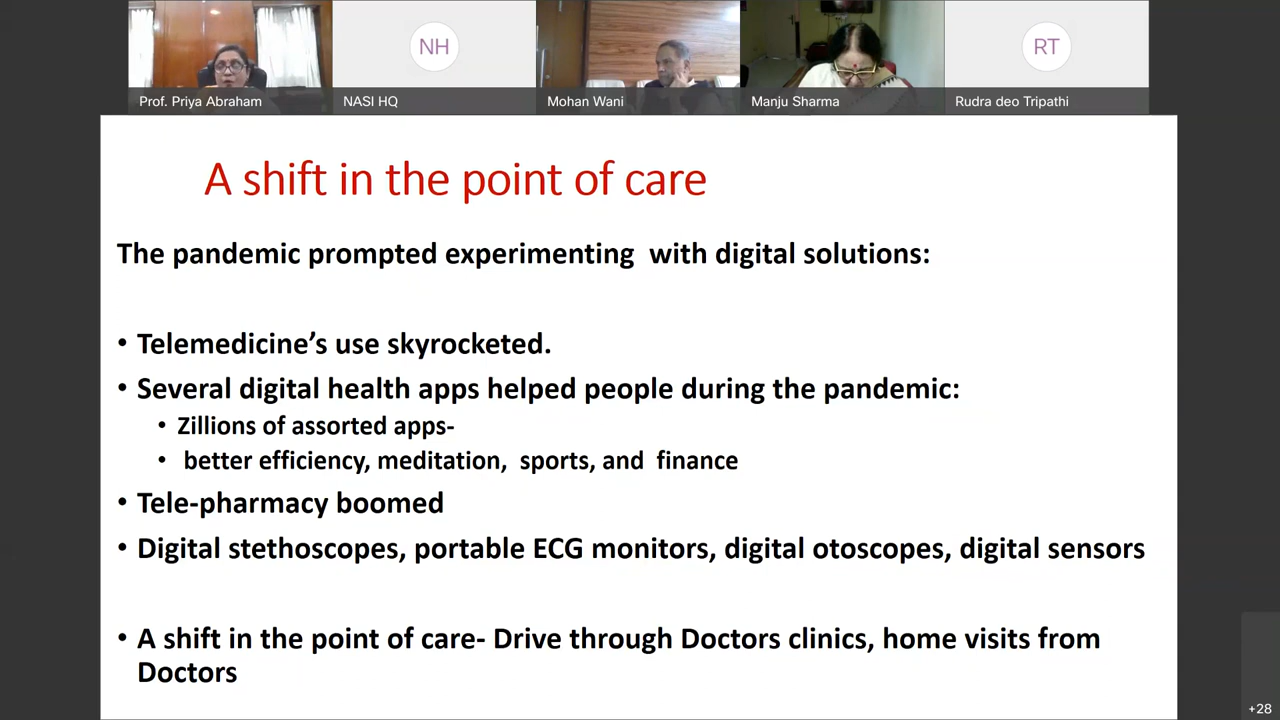 NH
RT
Prof. Priya Abraham
NASI HQ
Mohan Wani
Manju Sharma
Rudra deo Tripathi
A shift in the point of care
The pandemic prompted experimenting with digital solutions:
• Telemedicine's use skyrocketed.
• Several digital health apps helped people during the pandemic:
• Zillions of assorted apps-
• better efficiency, meditation, sports, and finance
• Tele-pharmacy boomed
• Digital stethoscopes, portable ECG monitors, digital otoscopes, digital sensors
• A shift in the point of care- Drive through Doctors clinics, home visits from
Doctors
+28